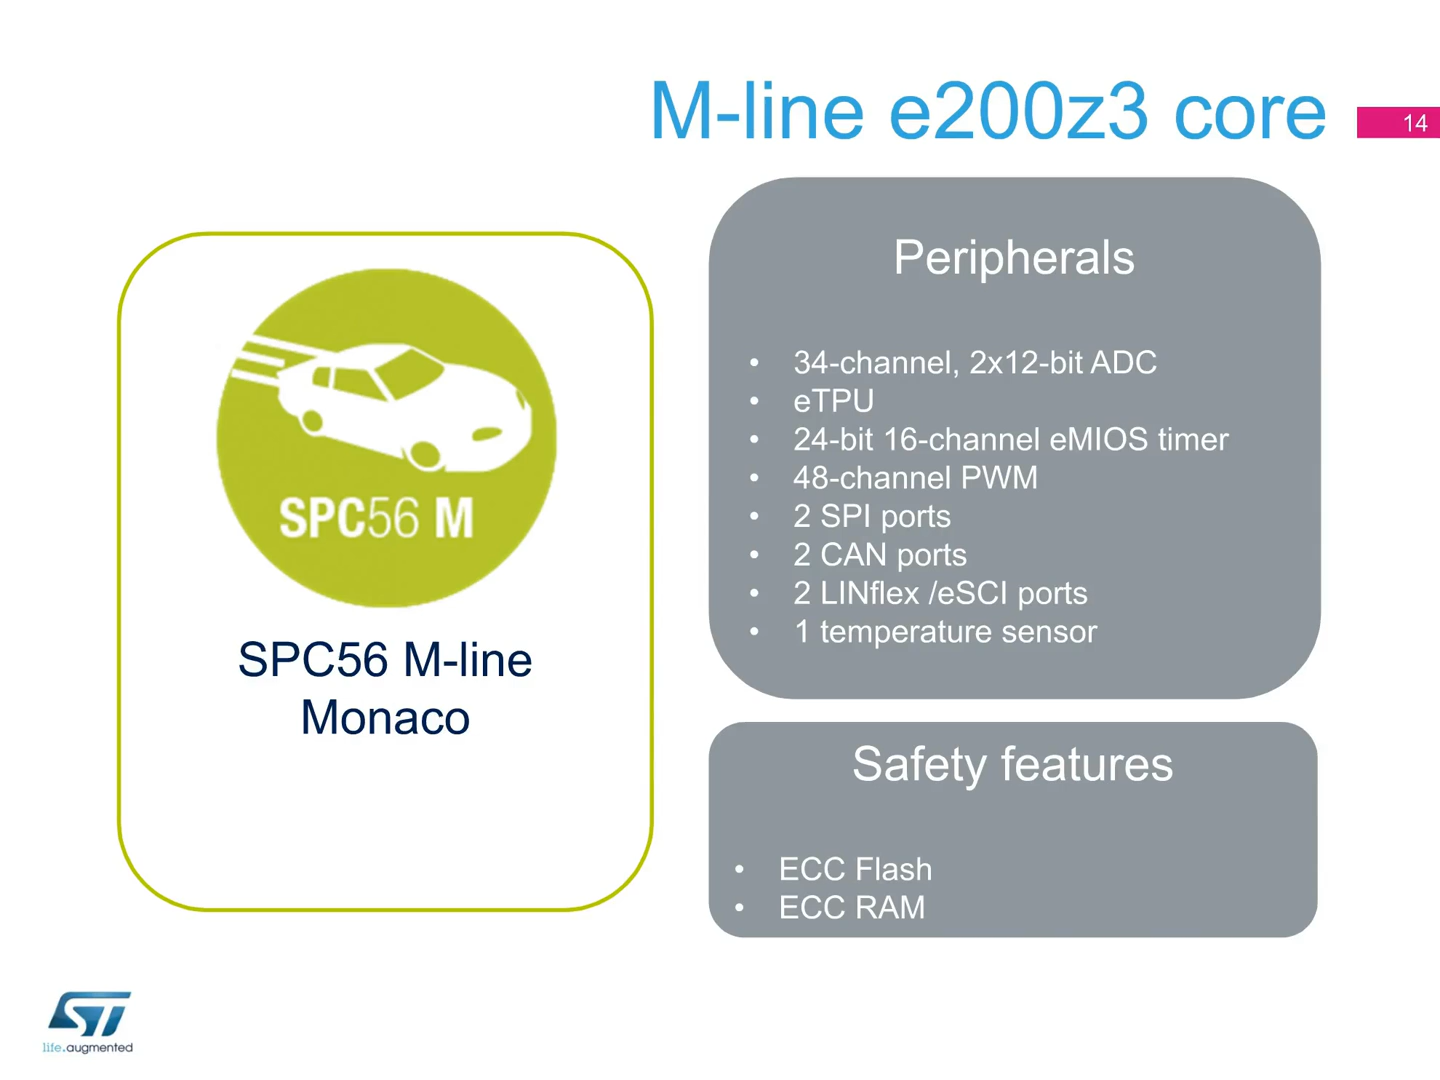 M-line e200z3 core
14
SPC56 M
SPC56 M-line
Monaco
Peripherals
• 34-channel, 2x12-bit ADC
• eTPU
• 24-bit 16-channel eMIOS timer
• 48-channel PWM
• 2 SPI ports
• 2 CAN ports
• 2 LINflex /eSCI ports
• 1 temperature sensor
Safety features
• ECC Flash
• ECC RAM
ST
life.augmented